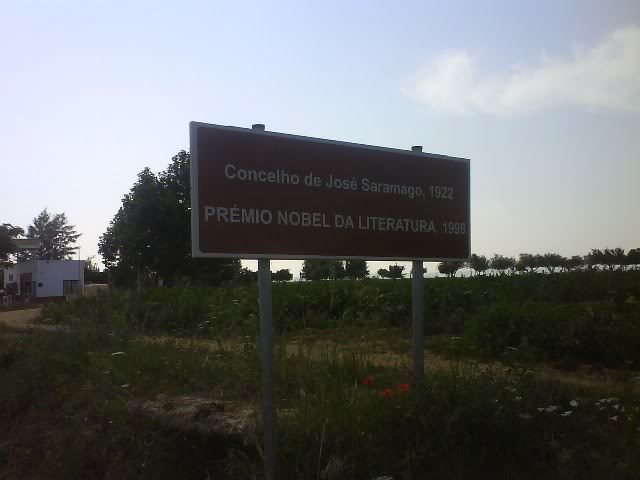 Concelho de José Saramago, 1922
PRÉMIO NOBEL DA LITERATURA, 1998